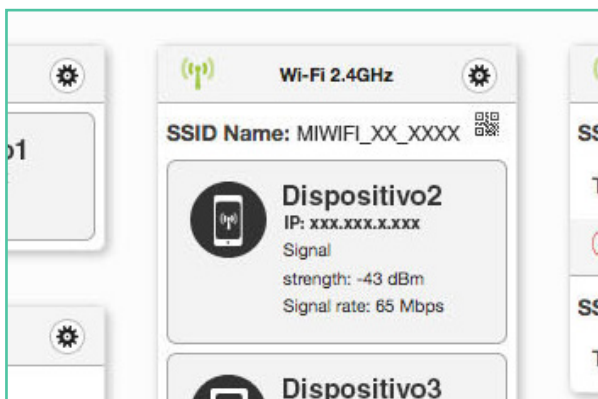 Wi-Fi 2.4GHz
SSID Name: MIWIFI_XX_XXXX
Dispositivo2
IP: xxx.xxx.x.xxx
Signal
strength: -43 dBm
Signal rate: 65 Mbps
Dispositivo3